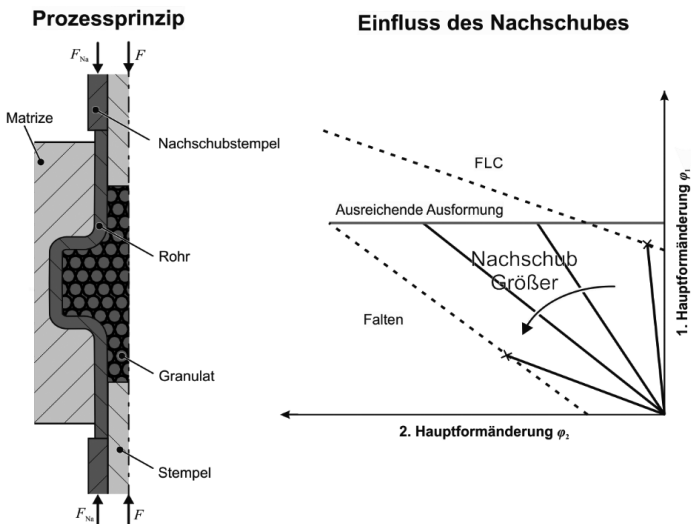 Prozessprinzip
F_Na
F
Matrize
Nachschubstempel
Rohr
Granulat
Stempel
F_Na
F
Einfluss des Nachschubes
FLC
Ausreichende Ausformung
Nachschub
Größer
Falten
1. Hauptformänderung φ₁
2. Hauptformänderung φ₂